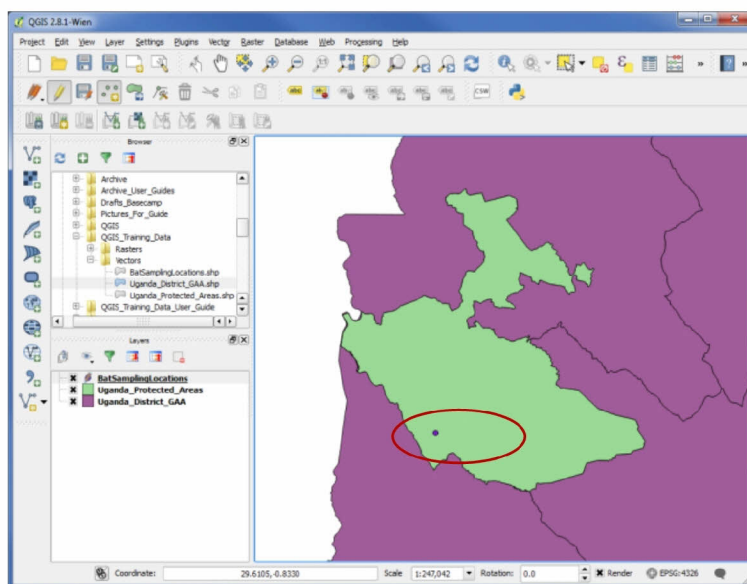 QGIS 2.8.1-Wien
Project Edit View Layer Settings Plugins Vector Raster Database Web Processing Help
CSW
Browser
Archive
Archive_User_Guides
Drafts_Basecamp
Pictures_For_Guide
QGIS
QGIS_Training_Data
Rasters
Vectors
BatSamplingLocations.shp
Uganda_District_GAA.shp
Uganda_Protected_Areas.shp
QGIS_Training_Data_User_Guide
Layers
BatSamplingLocations
Uganda_Protected_Areas
Uganda_District_GAA
Coordinate: 29.6105,-0.8330 Scale 1:247,042 Rotation: 0.0 Render EPSG:4326